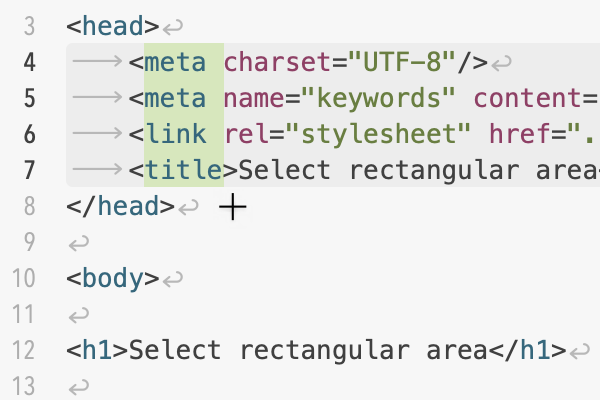 3 <head>↩
4 ⟶<meta charset="UTF-8"/>↩
5 ⟶<meta name="keywords" content=
6 ⟶<link rel="stylesheet" href=".
7 ⟶<title>Select rectangular area
8 </head>↩
9 ↩
10 <body>↩
11 ↩
12 <h1>Select rectangular area</h1>↩
13 ↩